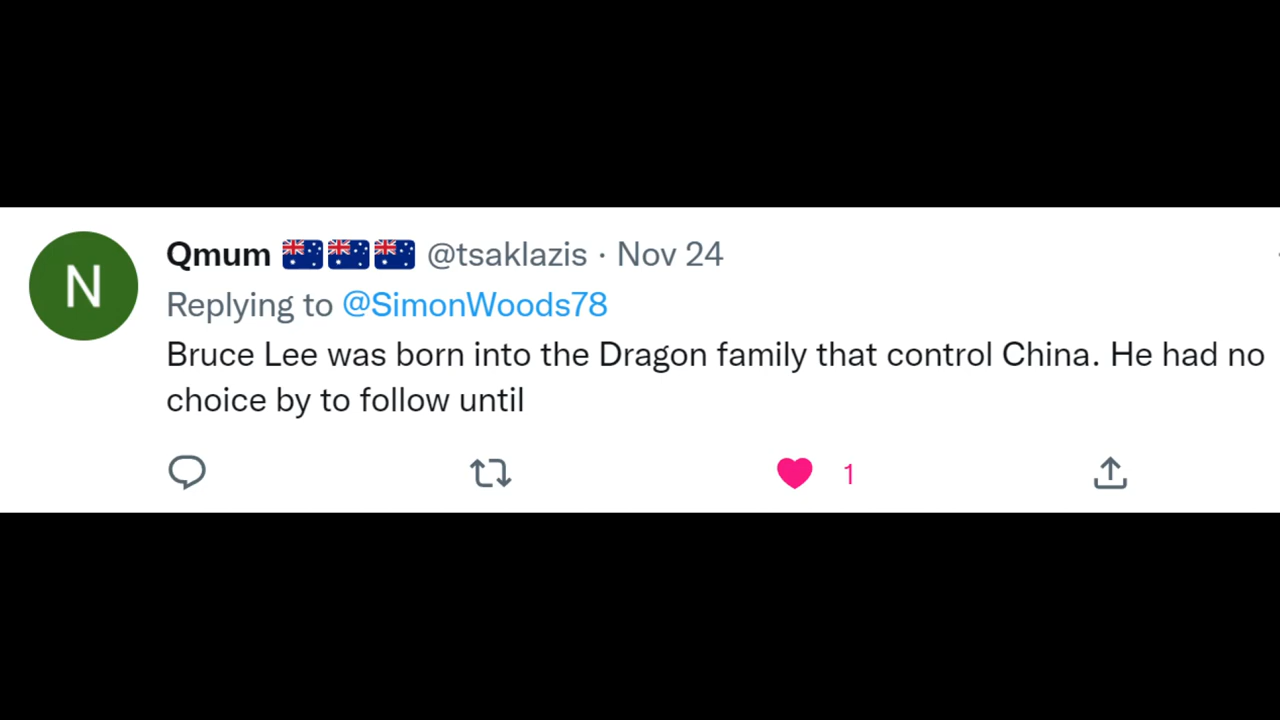 N
Qmum 🇦🇺🇦🇺🇦🇺 @tsaklazis · Nov 24
Replying to @SimonWoods78
Bruce Lee was born into the Dragon family that control China. He had no
choice by to follow until
1